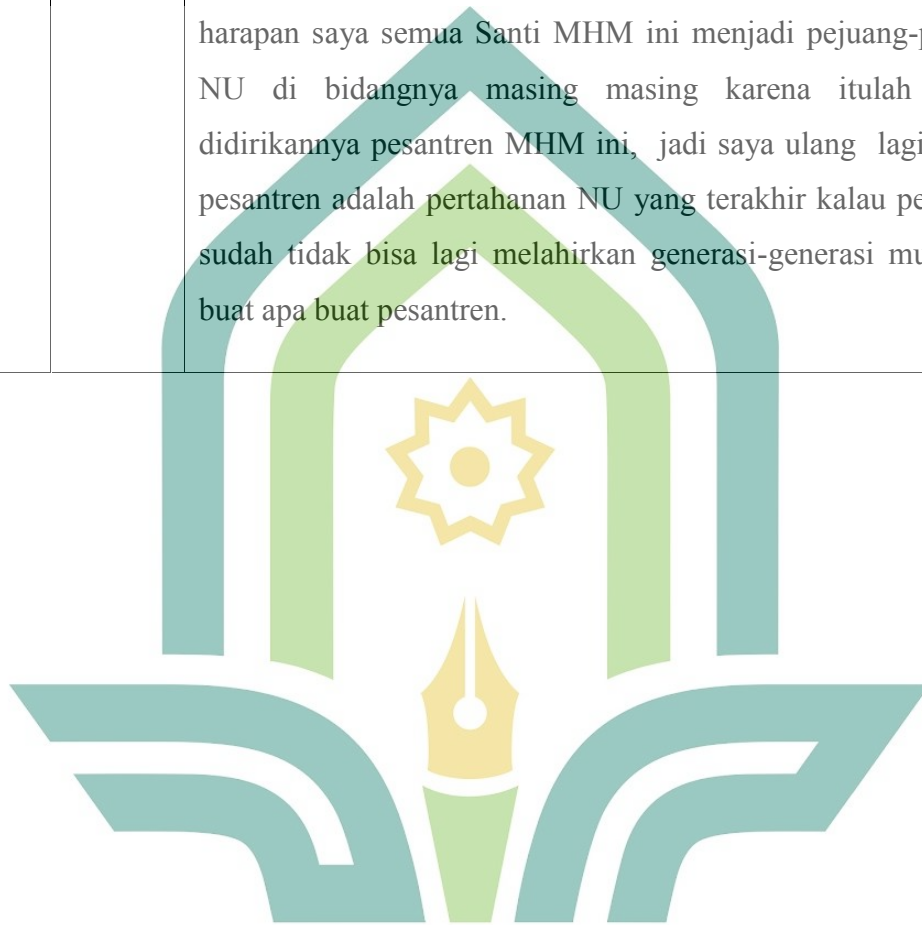 harapan saya semua Santi MHM ini menjadi pejuang-p
NU di bidangnya masing masing karena itulah
didirikannya pesantren MHM ini, jadi saya ulang lagi
pesantren adalah pertahanan NU yang terakhir kalau pe
sudah tidak bisa lagi melahirkan generasi-generasi mu
buat apa buat pesantren.